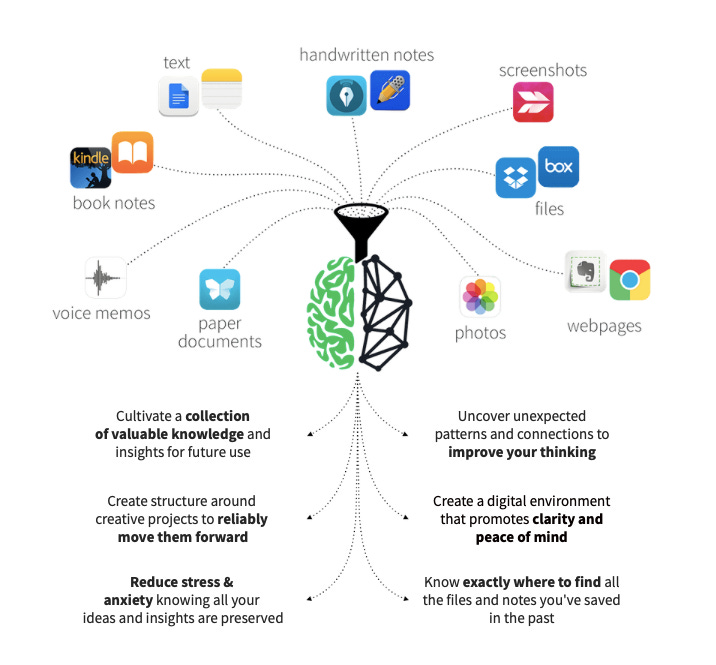 handwritten notes
text
screenshots
kindle
box
book notes
files
voice memos
paper
documents
photos
webpages
Cultivate a collection
of valuable knowledge and
insights for future use
Uncover unexpected
patterns and connections to
improve your thinking
Create structure around
creative projects to reliably
move them forward
Create a digital environment
that promotes clarity and
peace of mind
Reduce stress &
anxiety knowing all your
ideas and insights are preserved
Know exactly where to find all
the files and notes you've saved
in the past